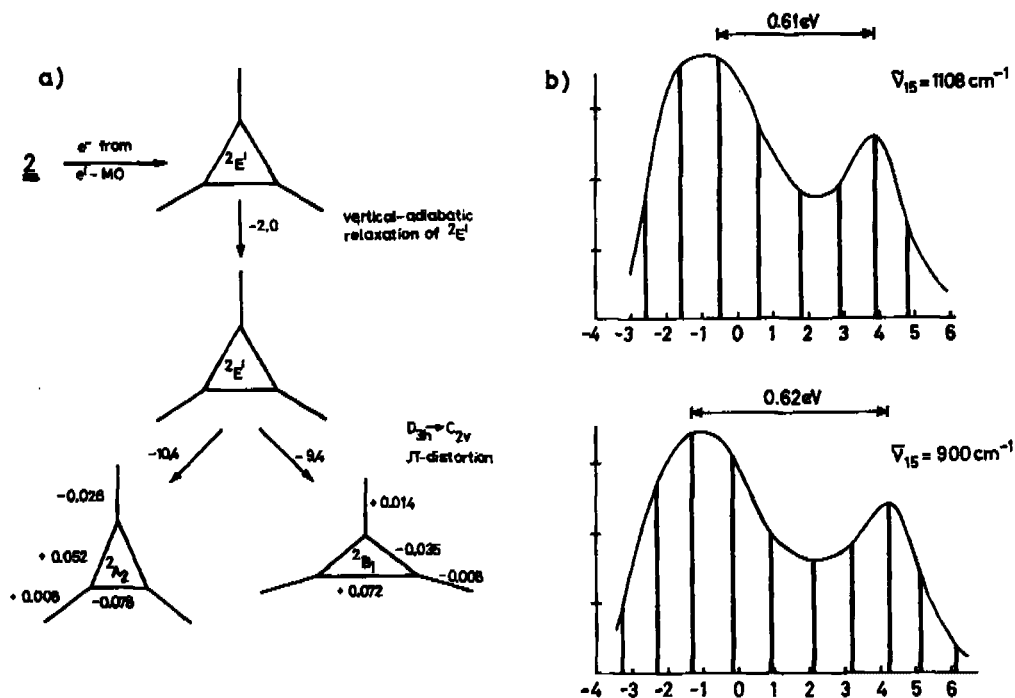 a)
2
e⁻ from
e'-MO
²E'
-2,0
vertical-adiabatic
relaxation of ²E'
²E'
-10,4
-9,4
D3h→C2v
JT-distortion
-0.026
+0.052
²A2
+0.008
-0.078
+0.014
²B1
-0.035
-0.008
+0.072
b)
0.61eV
ν̃15=1108 cm⁻¹
-4 -3 -2 -1 0 1 2 3 4 5 6
0.62eV
ν̄15=900cm⁻¹
-4 -3 -2 -1 0 1 2 3 4 5 6